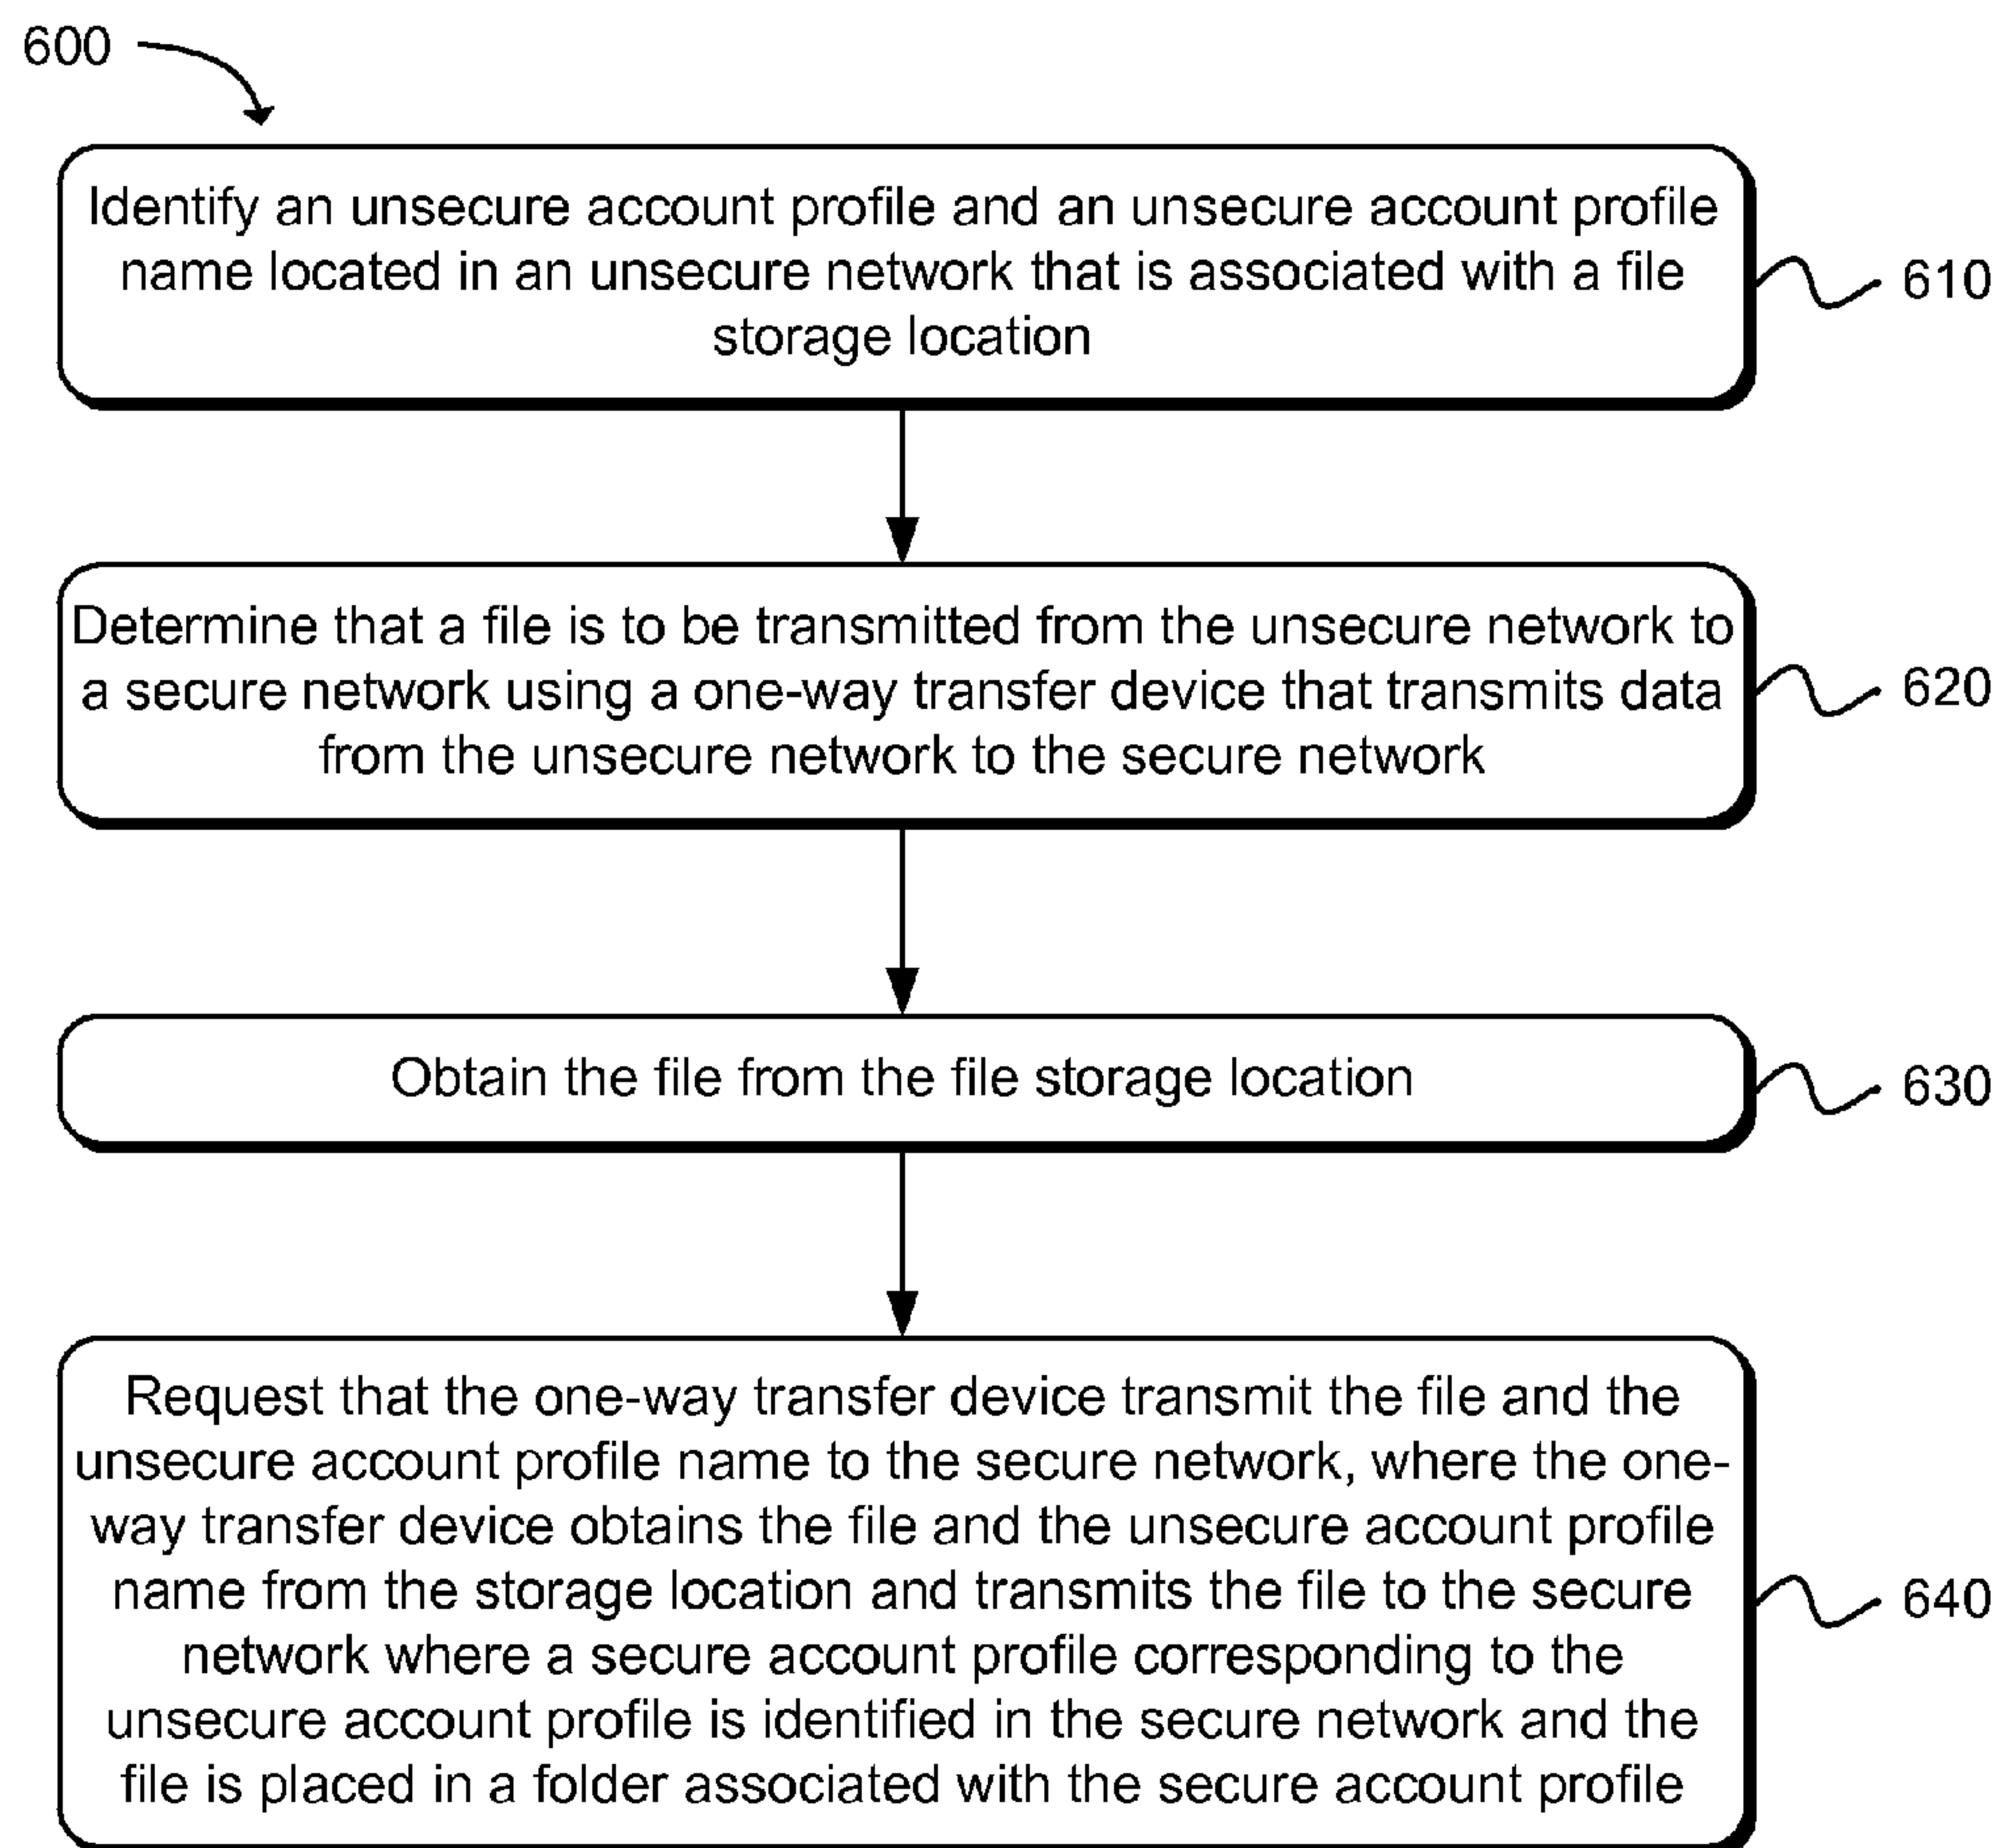 600
Identify an unsecure account profile and an unsecure account profile
name located in an unsecure network that is associated with a file
storage location
610
Determine that a file is to be transmitted from the unsecure network to
a secure network using a one-way transfer device that transmits data
from the unsecure network to the secure network
620
Obtain the file from the file storage location
630
Request that the one-way transfer device transmit the file and the
unsecure account profile name to the secure network, where the one-
way transfer device obtains the file and the unsecure account profile
name from the storage location and transmits the file to the secure
network where a secure account profile corresponding to the
unsecure account profile is identified in the secure network and the
file is placed in a folder associated with the secure account profile
640